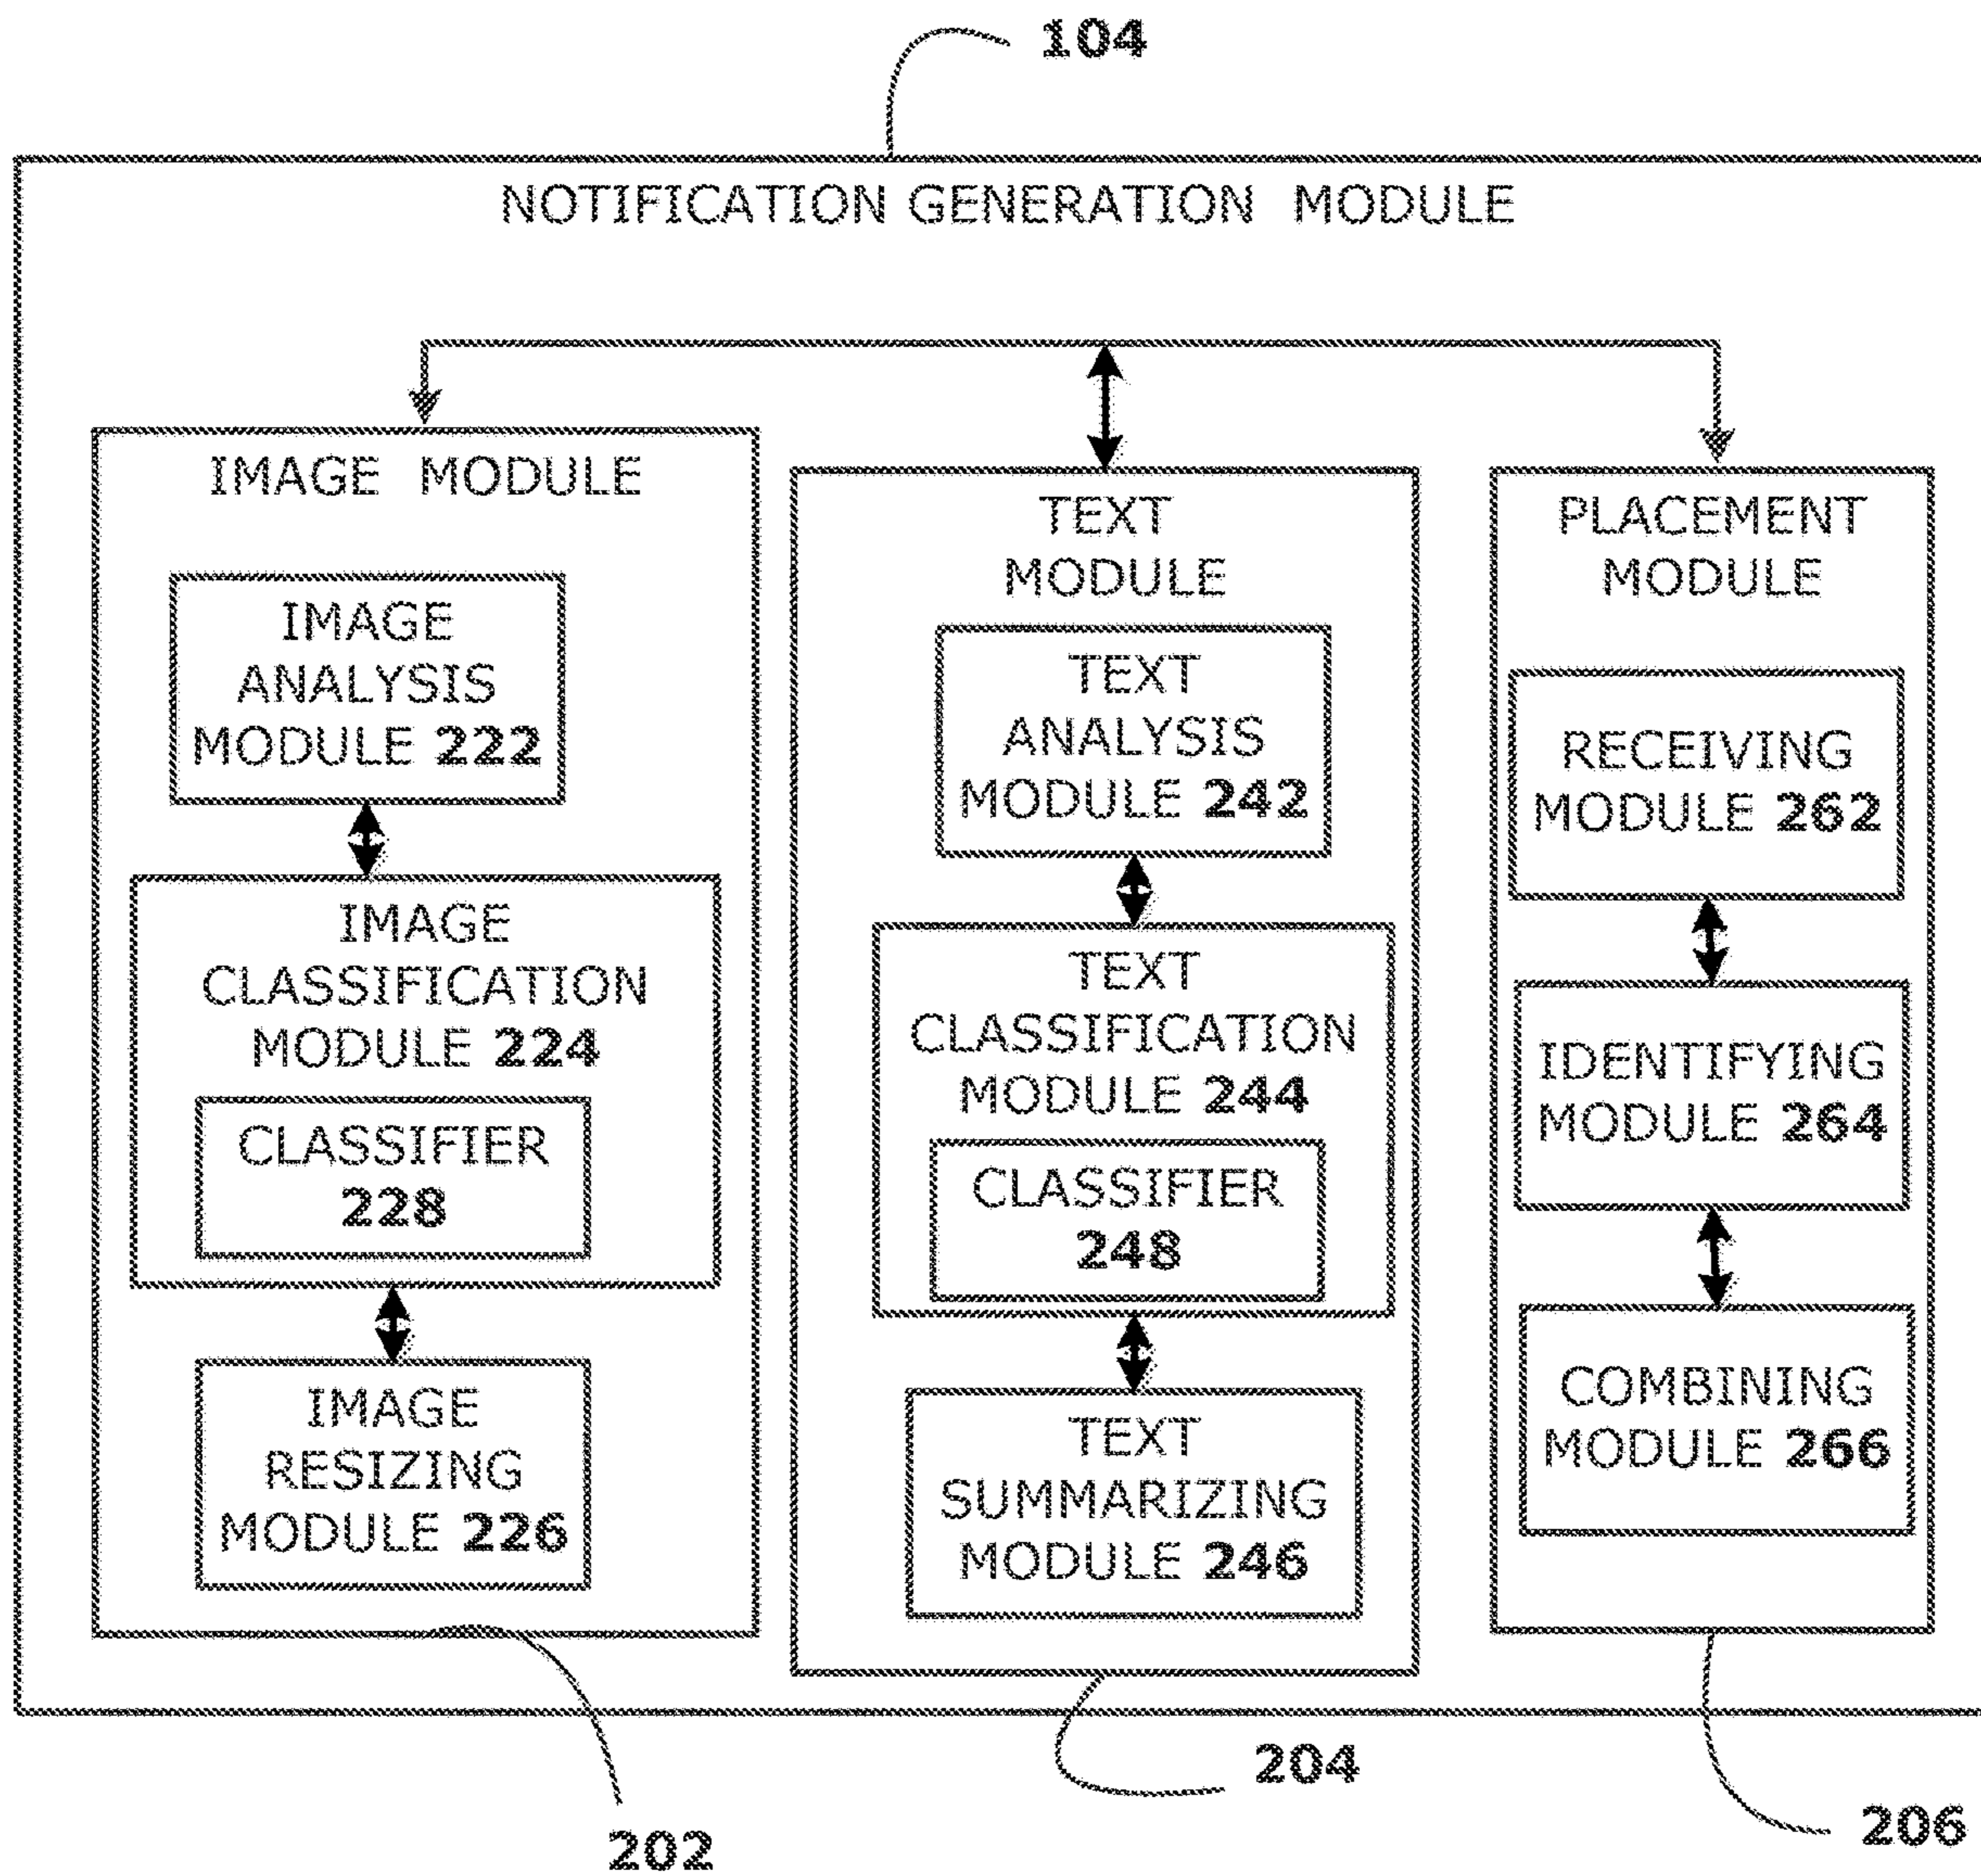 104
NOTIFICATION GENERATION MODULE
IMAGE MODULE
IMAGE
ANALYSIS
MODULE 222
IMAGE
CLASSIFICATION
MODULE 224
CLASSIFIER
228
IMAGE
RESIZING
MODULE 226
TEXT
MODULE
TEXT
ANALYSIS
MODULE 242
TEXT
CLASSIFICATION
MODULE 244
CLASSIFIER
248
TEXT
SUMMARIZING
MODULE 246
PLACEMENT
MODULE
RECEIVING
MODULE 262
IDENTIFYING
MODULE 264
COMBINING
MODULE 266
202
204
206